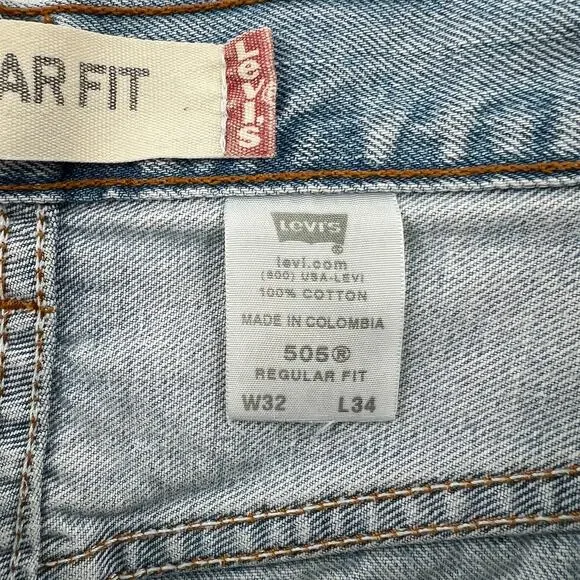 AR FIT
Levi's
LEVI'S
®
levi.com
(800) USA-LEVI
100% COTTON
MADE IN COLOMBIA
505®
REGULAR FIT
W32 L34